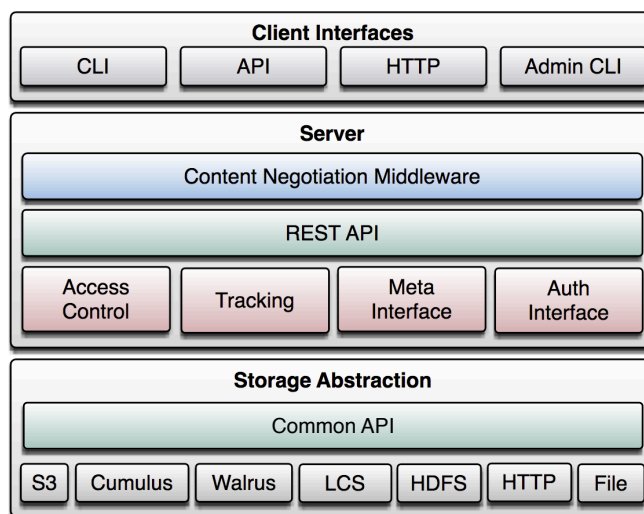 Client Interfaces
CLI
API
HTTP
Admin CLI
Server
Content Negotiation Middleware
REST API
Access
Control
Tracking
Meta
Interface
Auth
Interface
Storage Abstraction
Common API
S3
Cumulus
Walrus
LCS
HDFS
HTTP
File